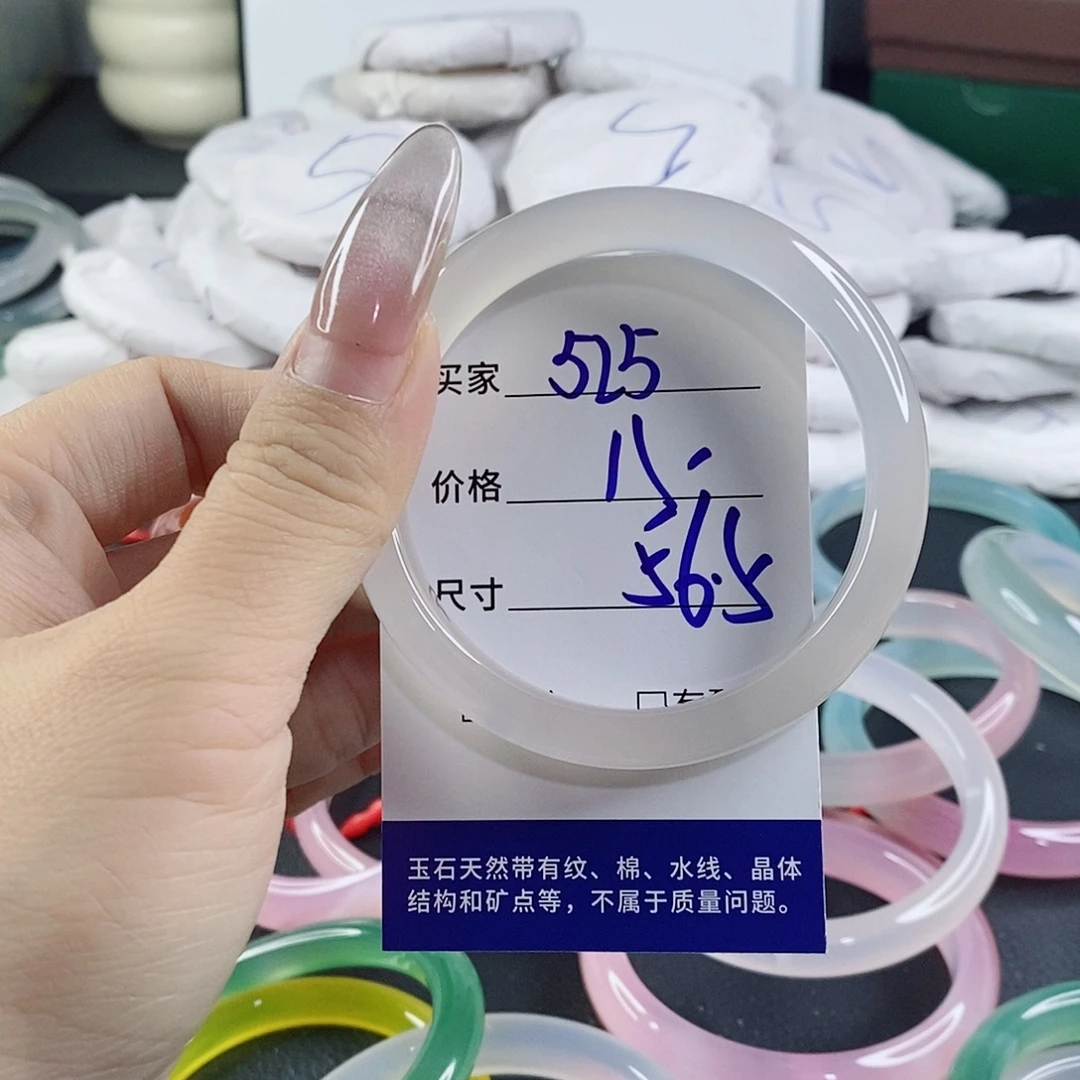 买家 525
价格
尺寸 56.5
玉石天然带有纹、棉、水线、晶体
结构和矿点等，不属于质量问题。